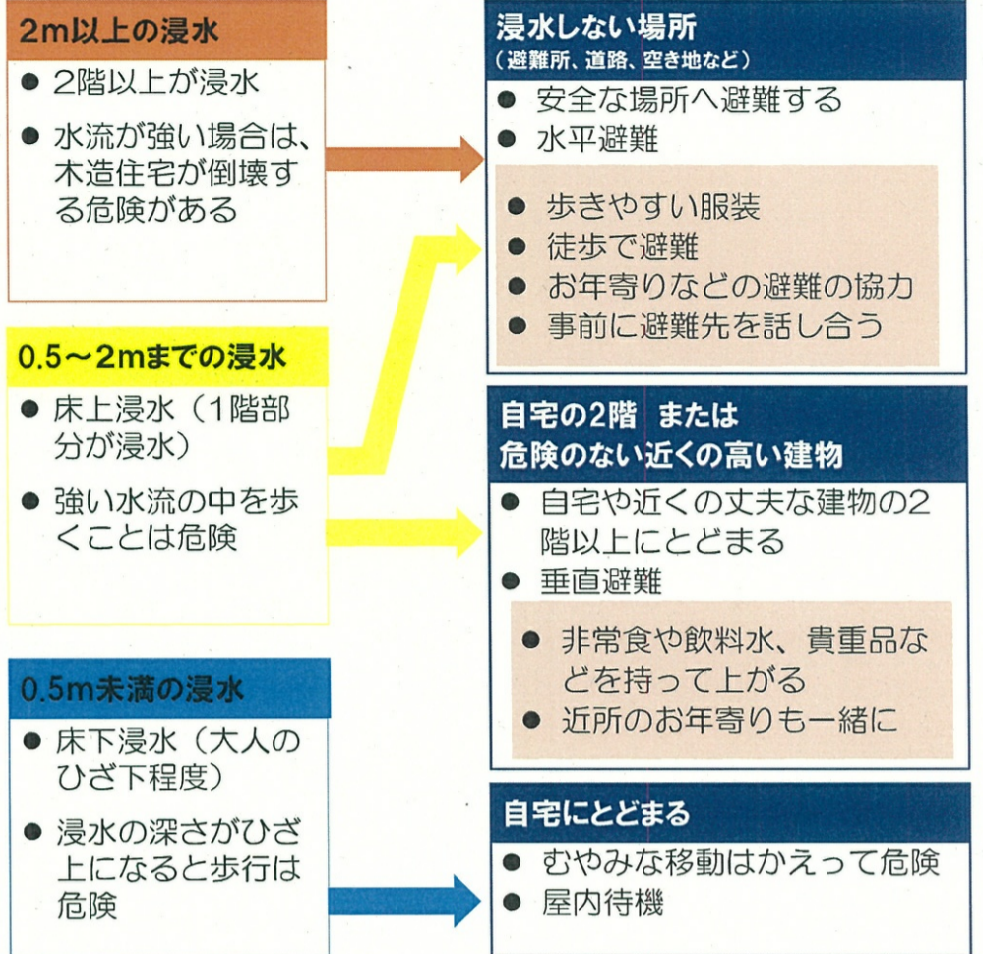 2m以上の浸水
● 2階以上が浸水
● 水流が強い場合は、
木造住宅が倒壊す
る危険がある
0.5～2mまでの浸水
● 床上浸水（1階部
分が浸水）
● 強い水流の中を歩
くことは危険
0.5m未満の浸水
● 床下浸水（大人の
ひざ下程度）
● 浸水の深さがひざ
上になると歩行は
危険
浸水しない場所
（避難所、道路、空き地など）
● 安全な場所へ避難する
● 水平避難
● 歩きやすい服装
● 徒歩で避難
● お年寄りなどの避難の協力
● 事前に避難先を話し合う
自宅の2階 または
危険のない近くの高い建物
● 自宅や近くの丈夫な建物の2
階以上にとどまる
● 垂直避難
● 非常食や飲料水、貴重品な
どを持って上がる
● 近所のお年寄りも一緒に
自宅にとどまる
● むやみな移動はかえって危険
● 屋内待機